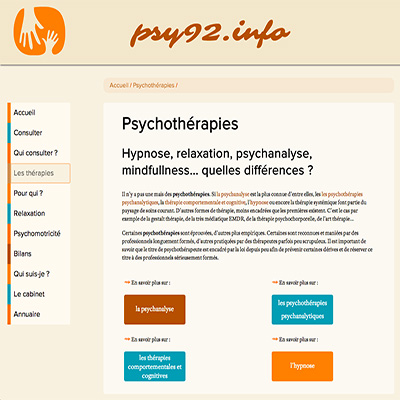 psy92.info
Accueil / Psychothérapies /
Accueil
Consulter
Qui consulter ?
Les thérapies
Pour qui ?
Relaxation
Psychomotricité
Bilans
Qui suis-je ?
Le cabinet
Annuaire
Psychothérapies
Hypnose, relaxation, psychanalyse,
mindfullness... quelles différences ?
Il n'y a pas une mais des psychothérapies. Si la psychanalyse est la plus connue d'entre elles, les les psychothérapies
psychanalytiques, la thérapie comportementale et cognitive, l'hypnose ou encore la thérapie systémique font partie du
paysage de soins courant. D'autres formes de thérapie, moins encadrées que les premières existent. C'est le cas par
exemple de la gestalt thérapie, de la très médiatique EMDR, de la thérapie psychocorporelle, de l'art thérapie...
Certaines psychothérapies sont éprouvées, d'autres plus empiriques. Certaines sont reconnues et maniées par des
professionnels longuement formés, d'autres pratiquées par des thérapeutes parfois peu scrupuleux. Il est important de
savoir que le titre de psychothérapeute est encadré par la loi depuis peu afin de prévenir certaines dérives et de réserver ce
titre à des professionnels sérieusement formés.
⇒ En savoir plus sur :
la psychanalyse
⇒ En savoir plus sur :
les psychothérapies
psychanalytiques
⇒ En savoir plus sur :
les thérapies
comportementales et
cognitives
⇒ En savoir plus sur :
l'hypnose